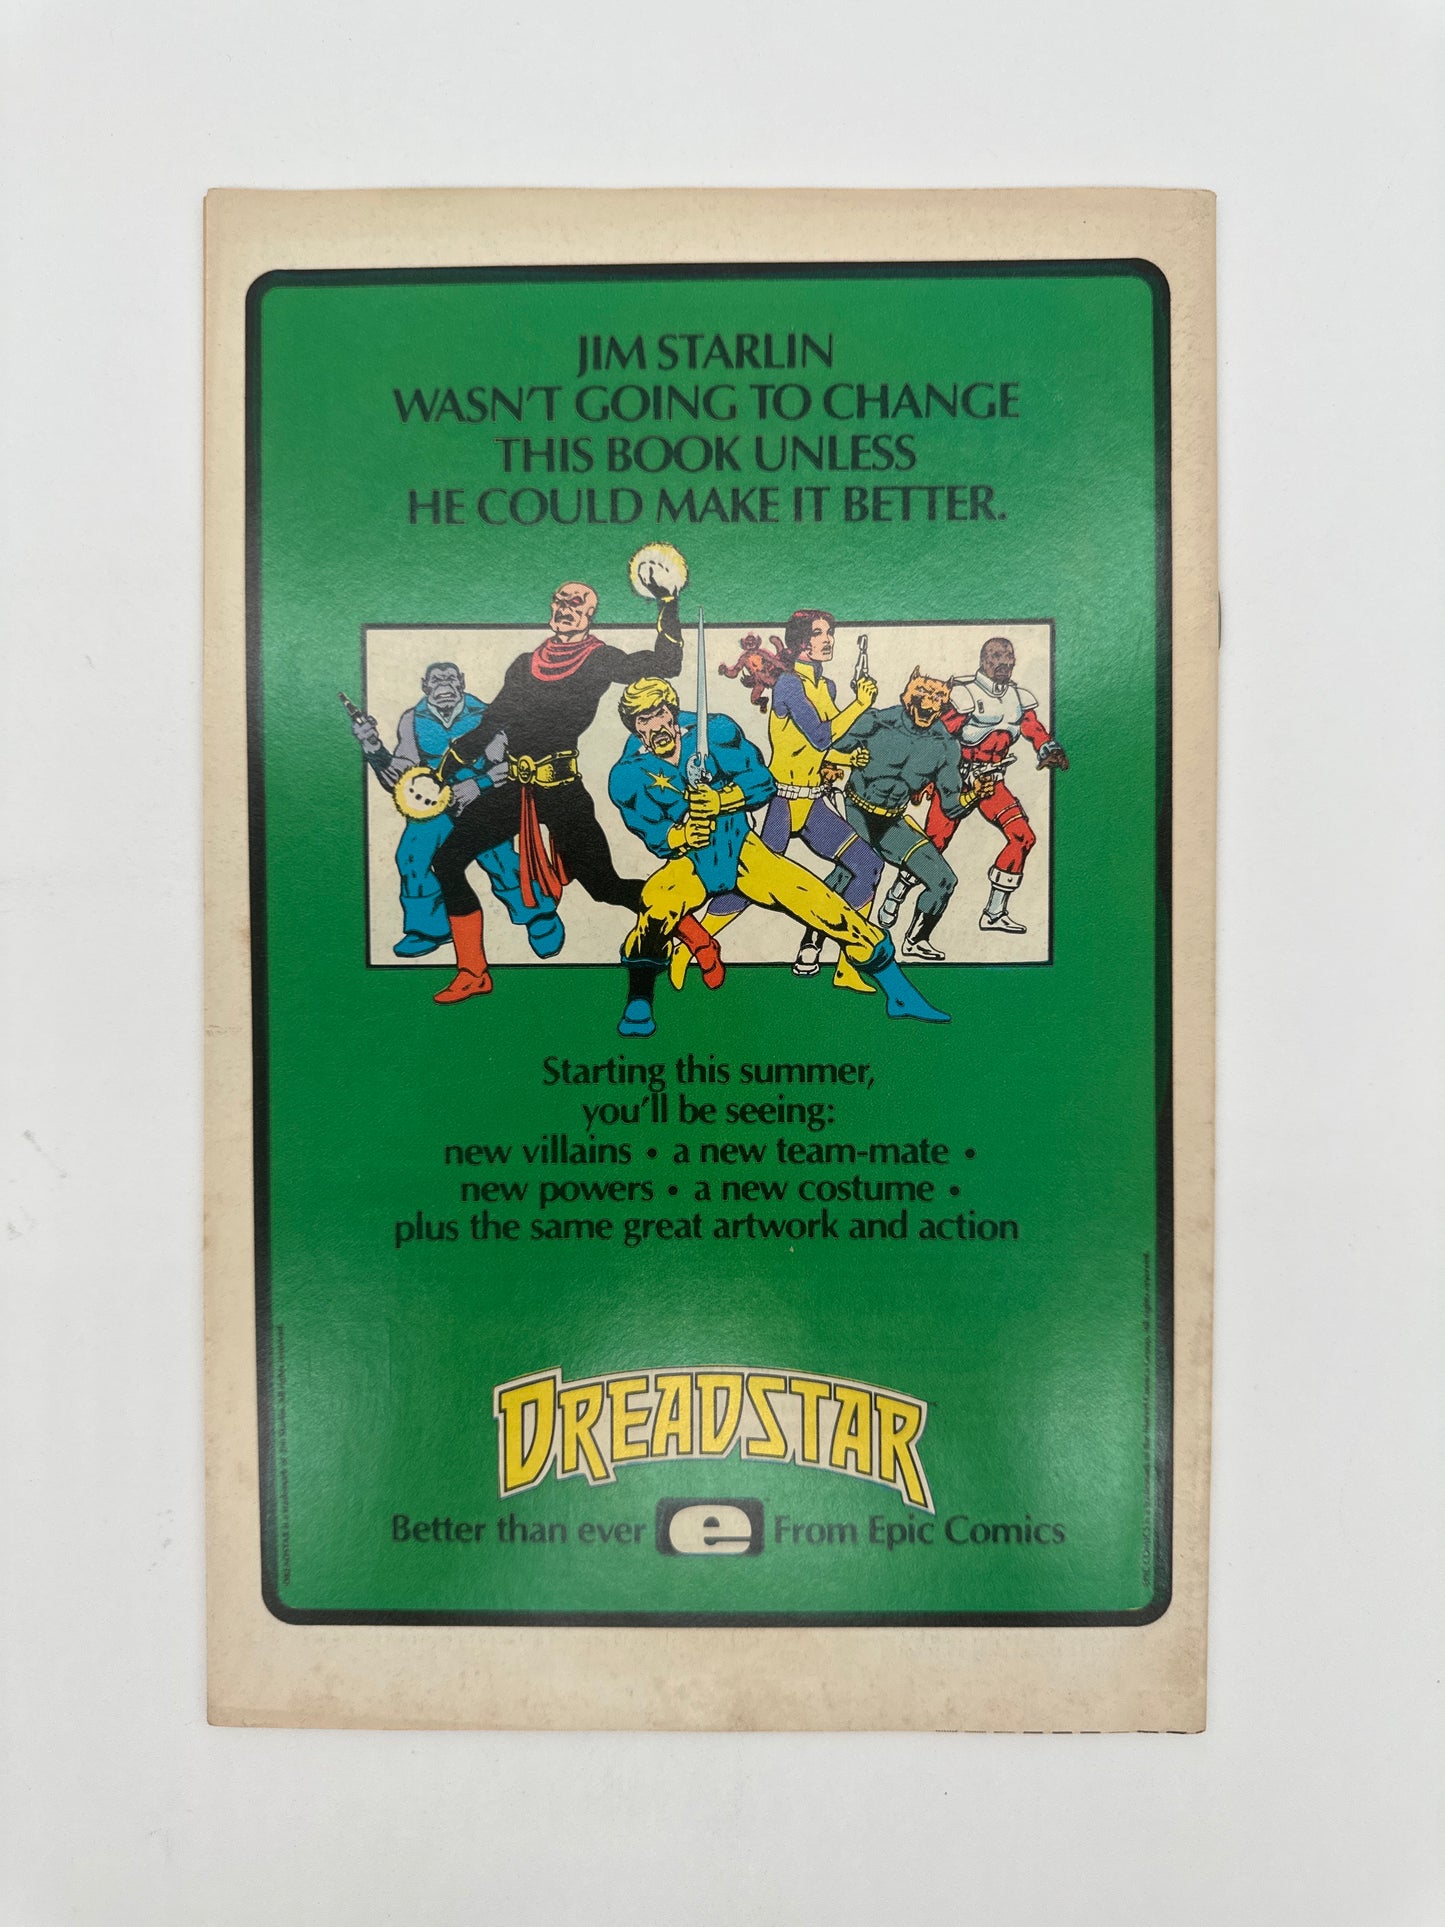 JIM STARLIN
WASN'T GOING TO CHANGE
THIS BOOK UNLESS
HE COULD MAKE IT BETTER.
Starting this summer,
you'll be seeing:
new villains • a new team-mate •
new powers • a new costume •
plus the same great artwork and action
DREADSTAR
Better than ever e From Epic Comics